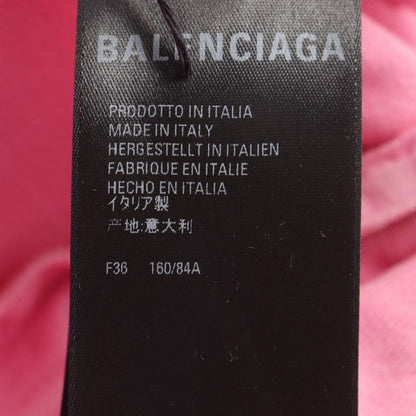 BALENCIAGA
PRODOTTO IN ITALIA
MADE IN ITALY
HERGESTELLT IN ITALIEN
FABRIQUE EN ITALIE
HECHO EN ITALIA
イタリア製
产地:意大利
F36 160/84A